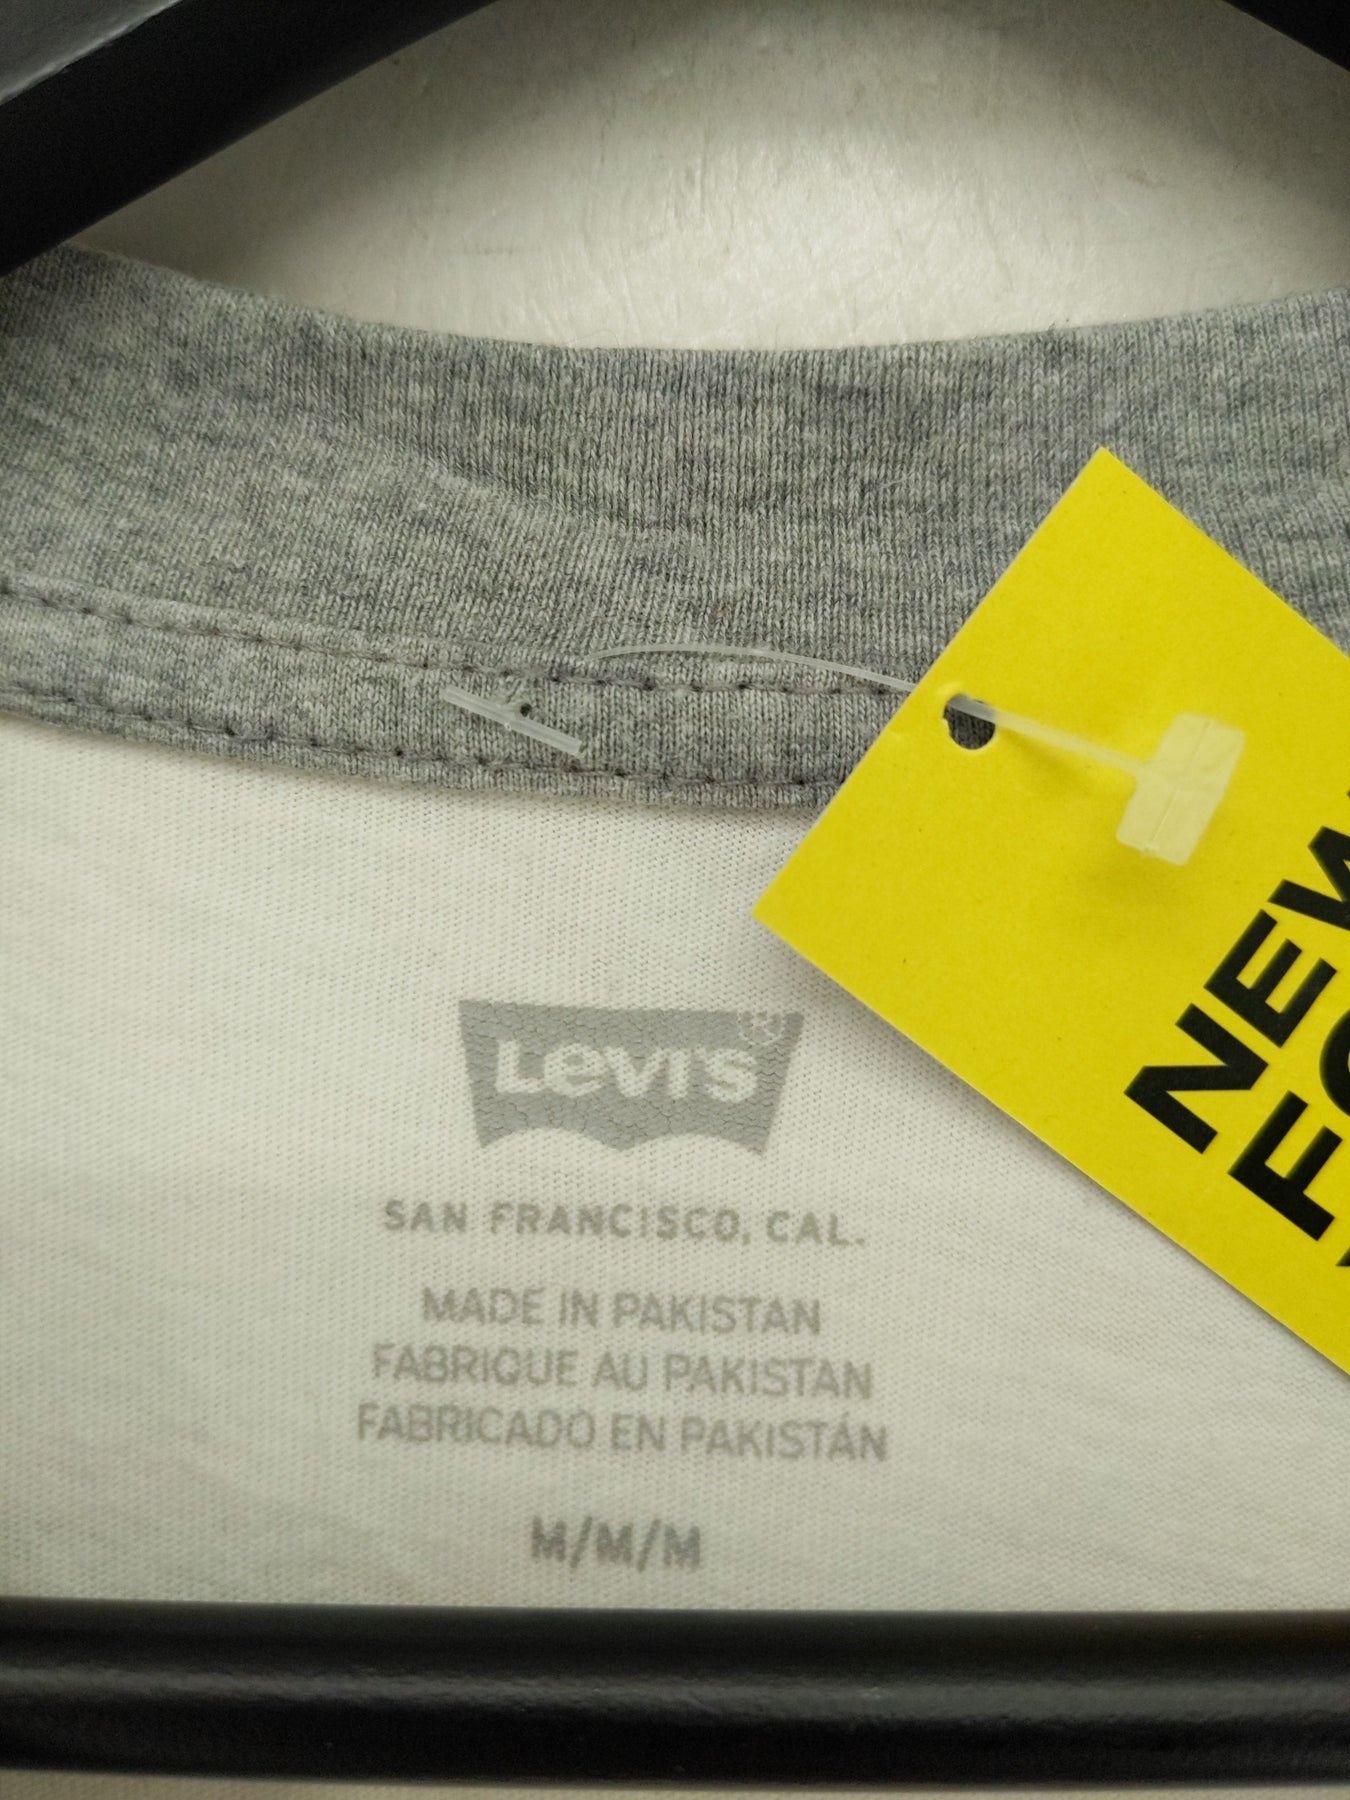 Levi's ®
SAN FRANCISCO, CAL.
MADE IN PAKISTAN
FABRIQUE AU PAKISTAN
FABRICADO EN PAKISTÁN
M/M/M
NEW